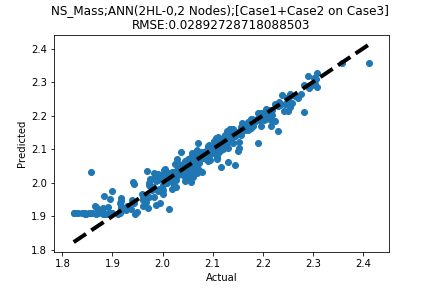 NS_Mass;ANN(2HL-0,2 Nodes);[Case1+Case2 on Case3]
RMSE:0.02892728718088503
2.4
2.3
2.2
2.1
2.0
1.9
1.8
Predicted
1.8 1.9 2.0 2.1 2.2 2.3 2.4
Actual